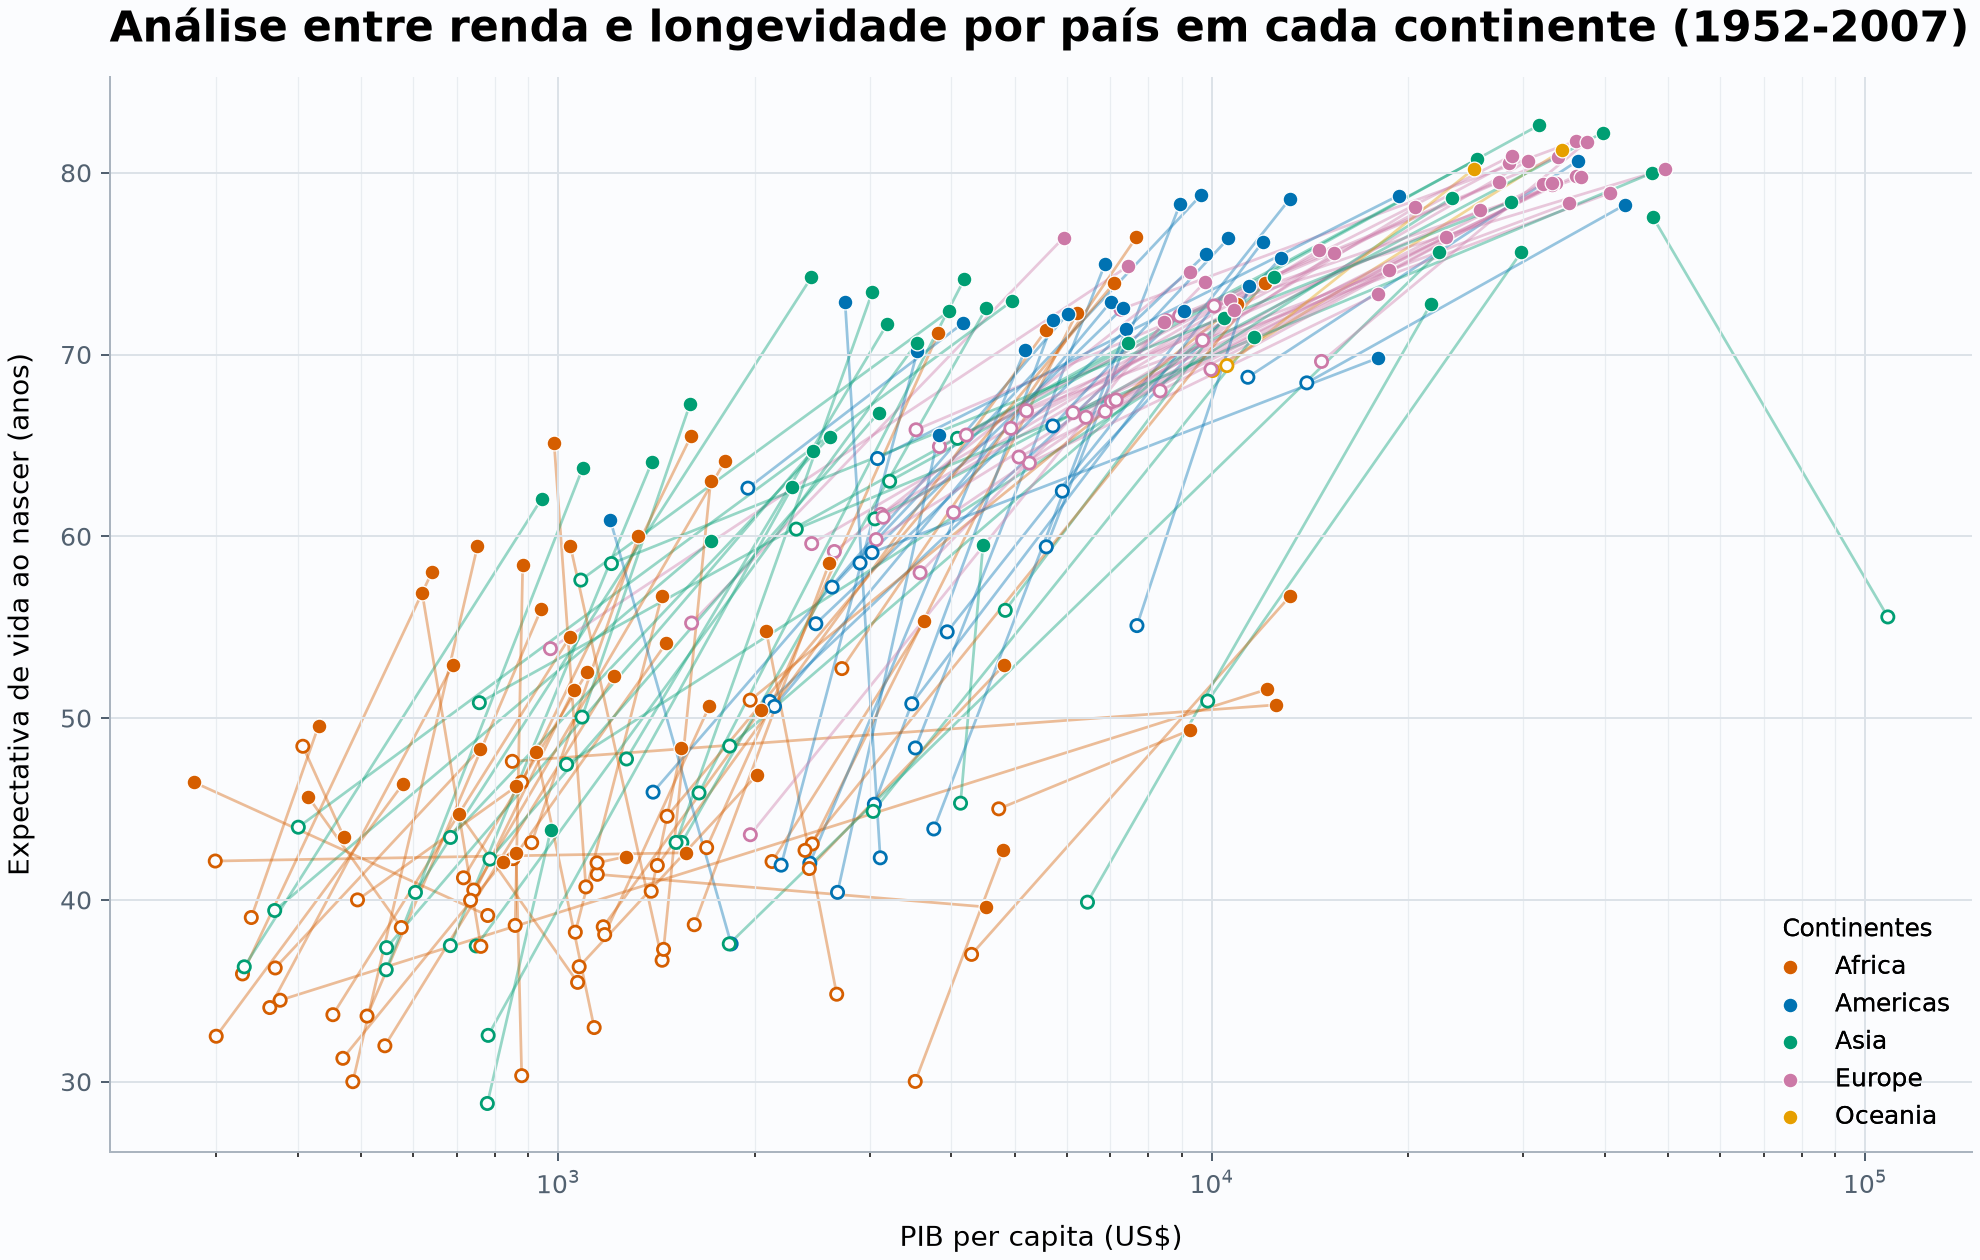 Análise entre renda e longevidade por país em cada continente (1952-2007)
Expectativa de vida ao nascer (anos)
80
70
60
50
40
30
10³
10⁴
10⁵
PIB per capita (US$)
Continentes
Africa
Americas
Asia
Europe
Oceania